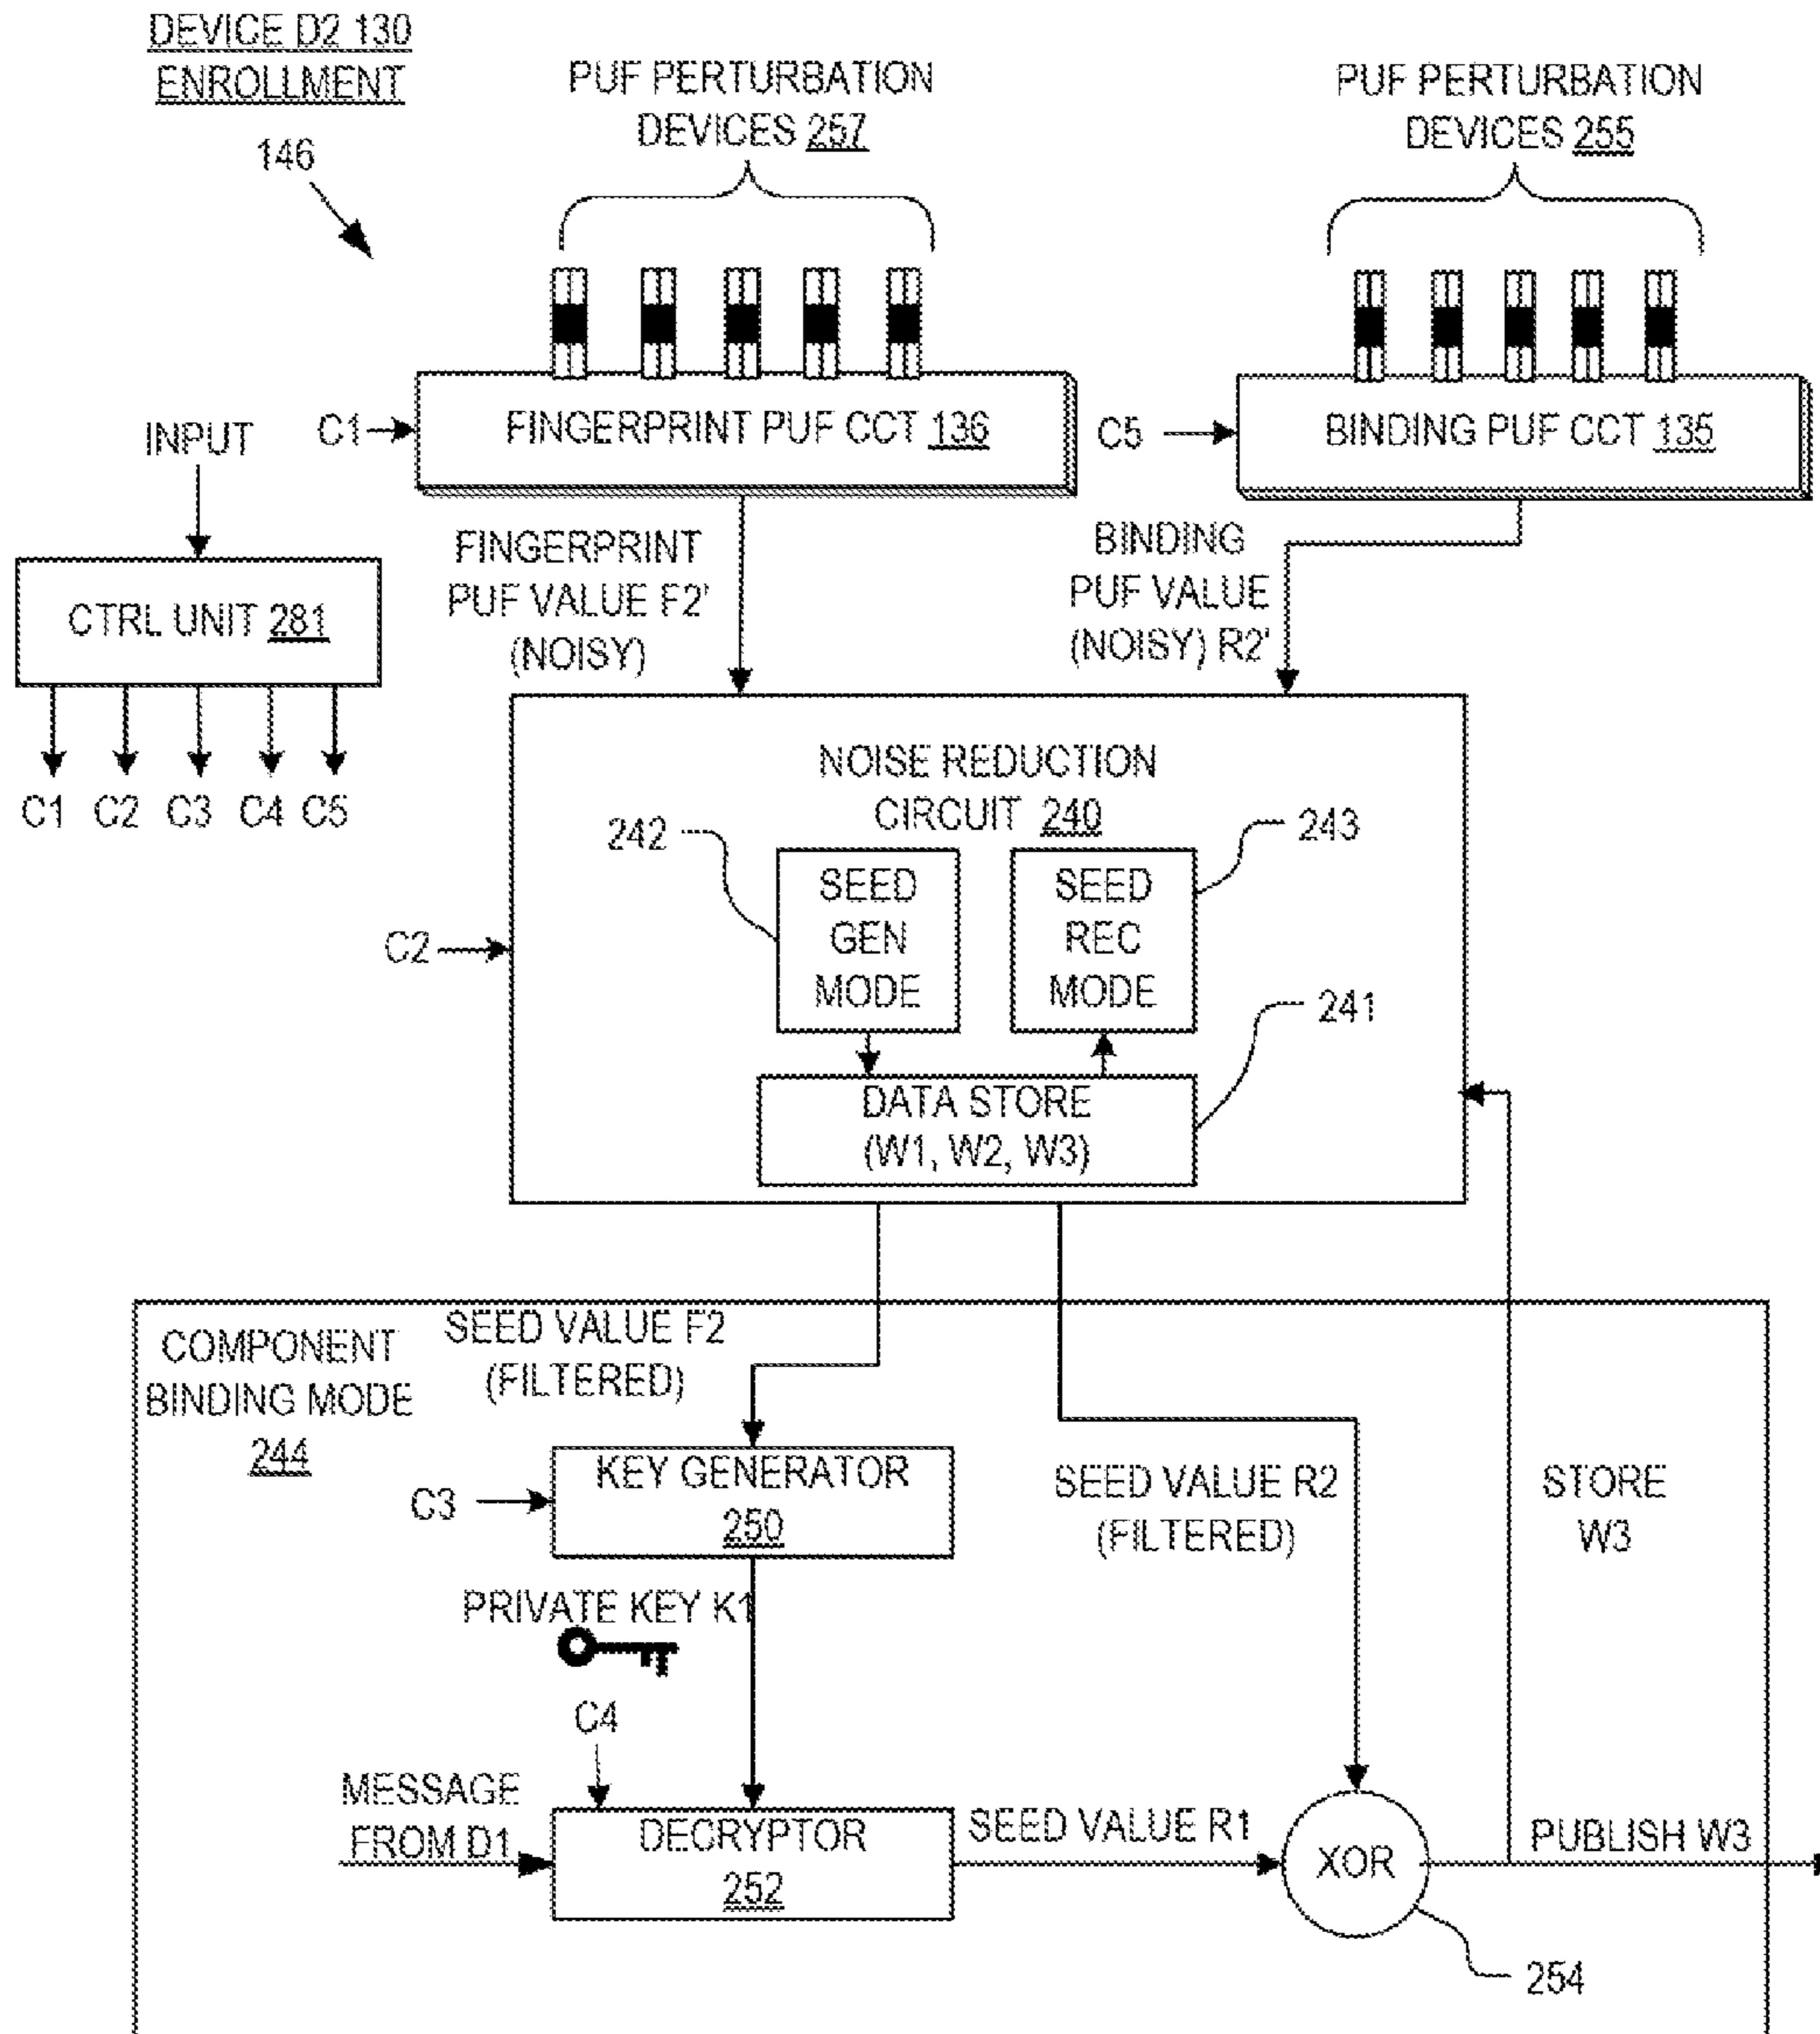 DEVICE D2 130
ENROLLMENT
146
PUF PERTURBATION
DEVICES 257
PUF PERTURBATION
DEVICES 255
C1
FINGERPRINT PUF CCT 136
C5
BINDING PUF CCT 135
INPUT
CTRL UNIT 281
C1 C2 C3 C4 C5
FINGERPRINT
PUF VALUE F2'
(NOISY)
BINDING
PUF VALUE
(NOISY) R2'
NOISE REDUCTION
CIRCUIT 240
242
243
SEED
GEN
MODE
SEED
REC
MODE
C2
241
DATA STORE
(W1, W2, W3)
COMPONENT
BINDING MODE
244
SEED VALUE F2
(FILTERED)
KEY GENERATOR
250
C3
SEED VALUE R2
(FILTERED)
STORE
W3
PRIVATE KEY K1
C4
MESSAGE
FROM D1
DECRYPTOR
252
SEED VALUE R1
XOR
PUBLISH W3
254